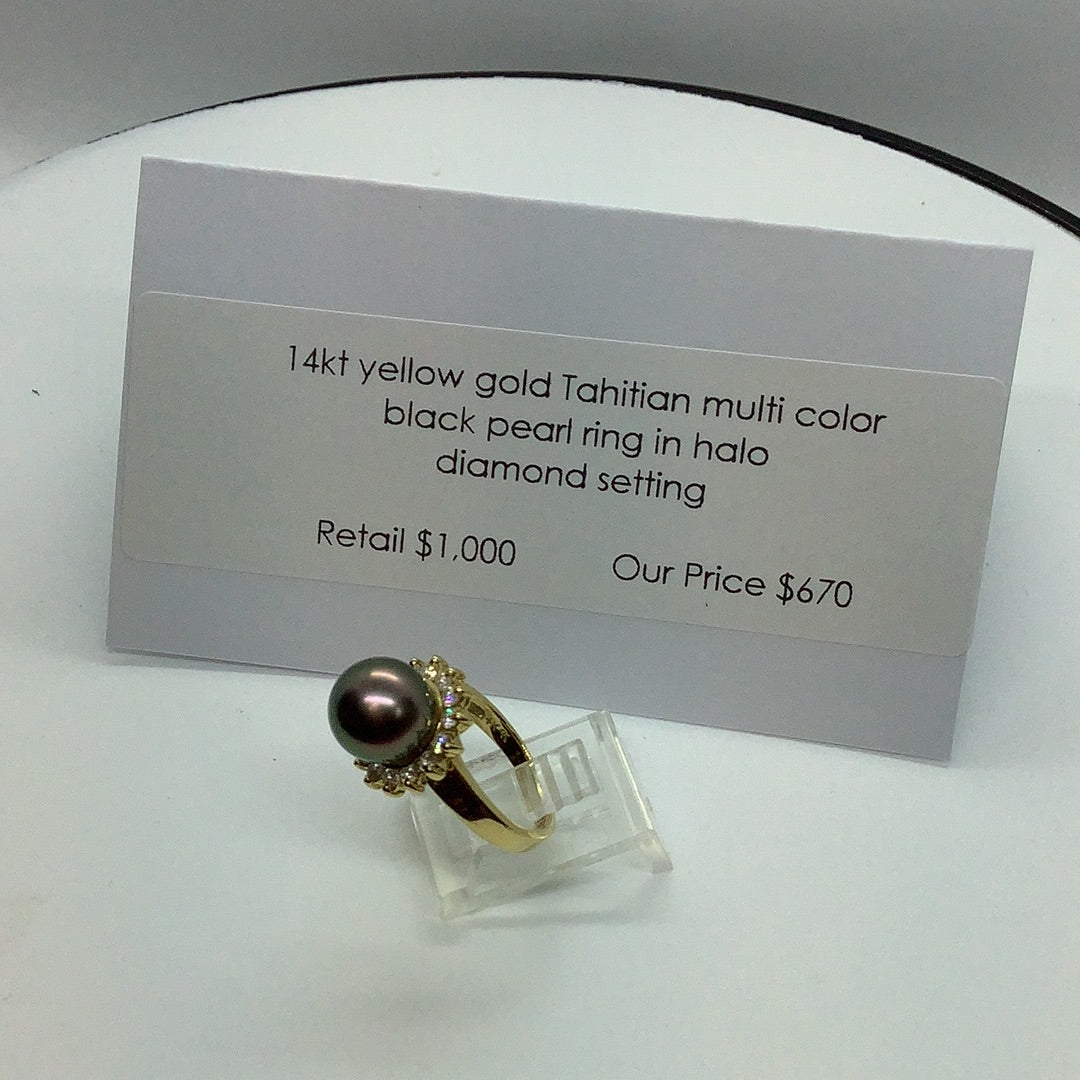 14kt yellow gold Tahitian multi color
black pearl ring in halo
diamond setting
Retail $1,000 Our Price $670